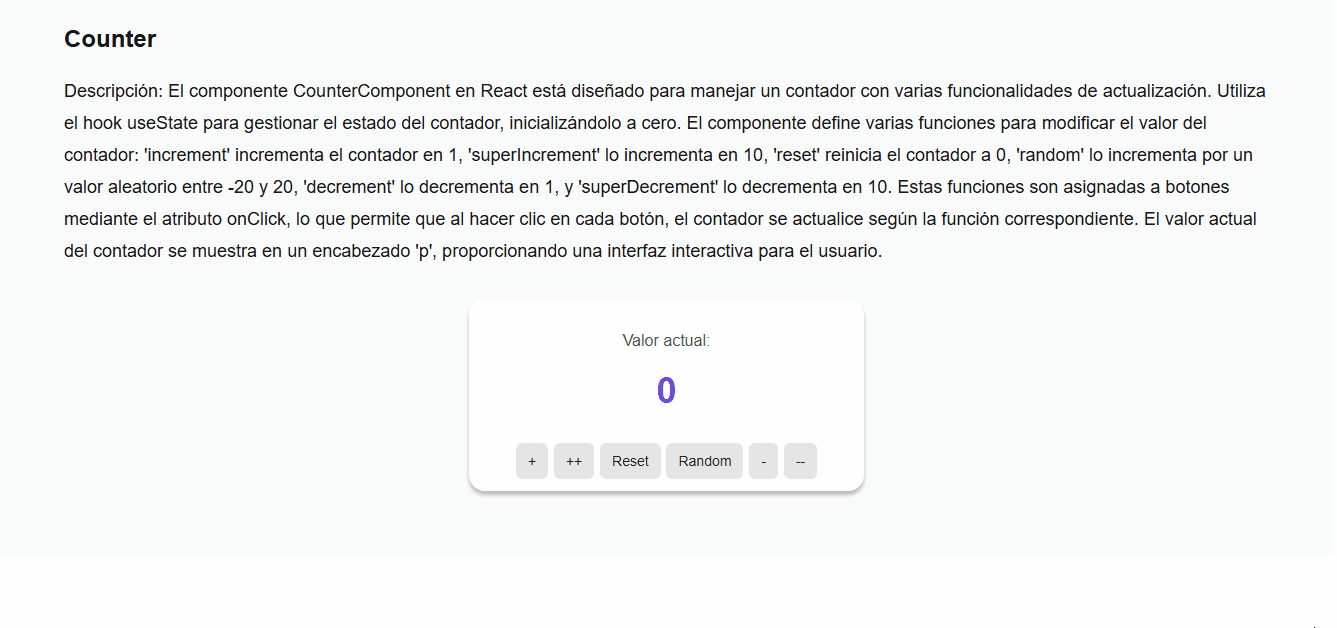 Counter
Descripción: El componente CounterComponent en React está diseñado para manejar un contador con varias funcionalidades de actualización. Utiliza
el hook useState para gestionar el estado del contador, inicializándolo a cero. El componente define varias funciones para modificar el valor del
contador: 'increment' incrementa el contador en 1, 'superIncrement' lo incrementa en 10, 'reset' reinicia el contador a 0, 'random' lo incrementa por un
valor aleatorio entre -20 y 20, 'decrement' lo decrementa en 1, y 'superDecrement' lo decrementa en 10. Estas funciones son asignadas a botones
mediante el atributo onClick, lo que permite que al hacer clic en cada botón, el contador se actualice según la función correspondiente. El valor actual
del contador se muestra en un encabezado 'p', proporcionando una interfaz interactiva para el usuario.
Valor actual:
0
+ ++ Reset Random - --